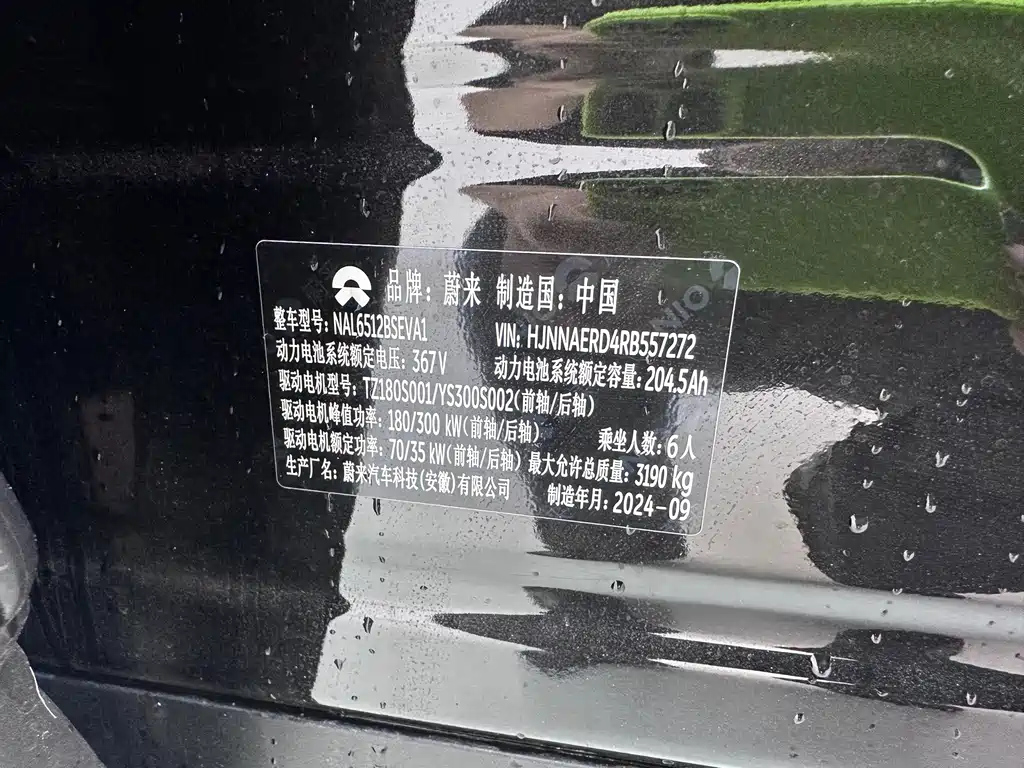 品牌：蔚来 制造国：中国
整车型号：NAL6512BSEVA1 VIN：HJNNAERD4RB557272
动力电池系统额定电压：367V 动力电池系统额定容量：204.5Ah
驱动电机型号：TZ180S001/YS300S002(前轴/后轴)
驱动电机峰值功率：180/300 kW(前轴/后轴) 乘坐人数：6人
驱动电机额定功率：70/35 kW(前轴/后轴) 最大允许总质量：3190 kg
生产厂名：蔚来汽车科技(安徽)有限公司 制造年月：2024-09
NIO